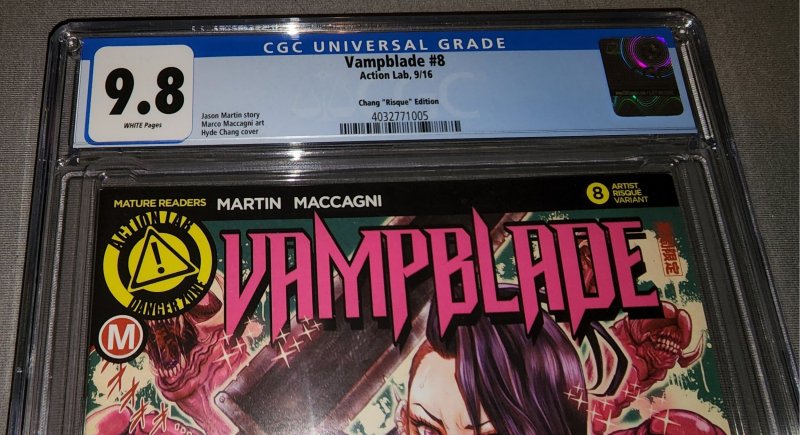 CGC UNIVERSAL GRADE
9.8
WHITE Pages
Vampblade #8
Action Lab, 9/16
Chang "Risque" Edition
Jason Martin story
Marco Maccagni art
Hyde Chang cover
4032771005
MATURE READERS MARTIN MACCAGNI
8 ARTIST
RISQUE
VARIANT
ACTION LAB
DANGER ZONE
VAMPBLADE
M